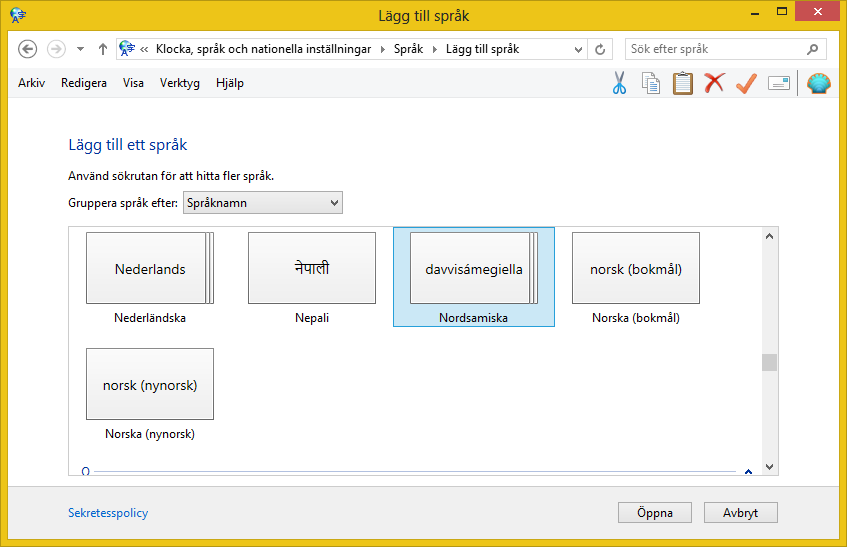 Lägg till språk
Klocka, språk och nationella inställningar
Språk
Lägg till språk
Sök efter språk
Arkiv Redigera Visa Verktyg Hjälp
Lägg till ett språk
Använd sökrutan för att hitta fler språk.
Gruppera språk efter: Språknamn
Nederlands नेपाली davvisámegiella norsk (bokmål)
Nederländska Nepali Nordsamiska Norska (bokmål)
norsk (nynorsk)
Norska (nynorsk)
O
Sekretesspolicy Öppna Avbryt